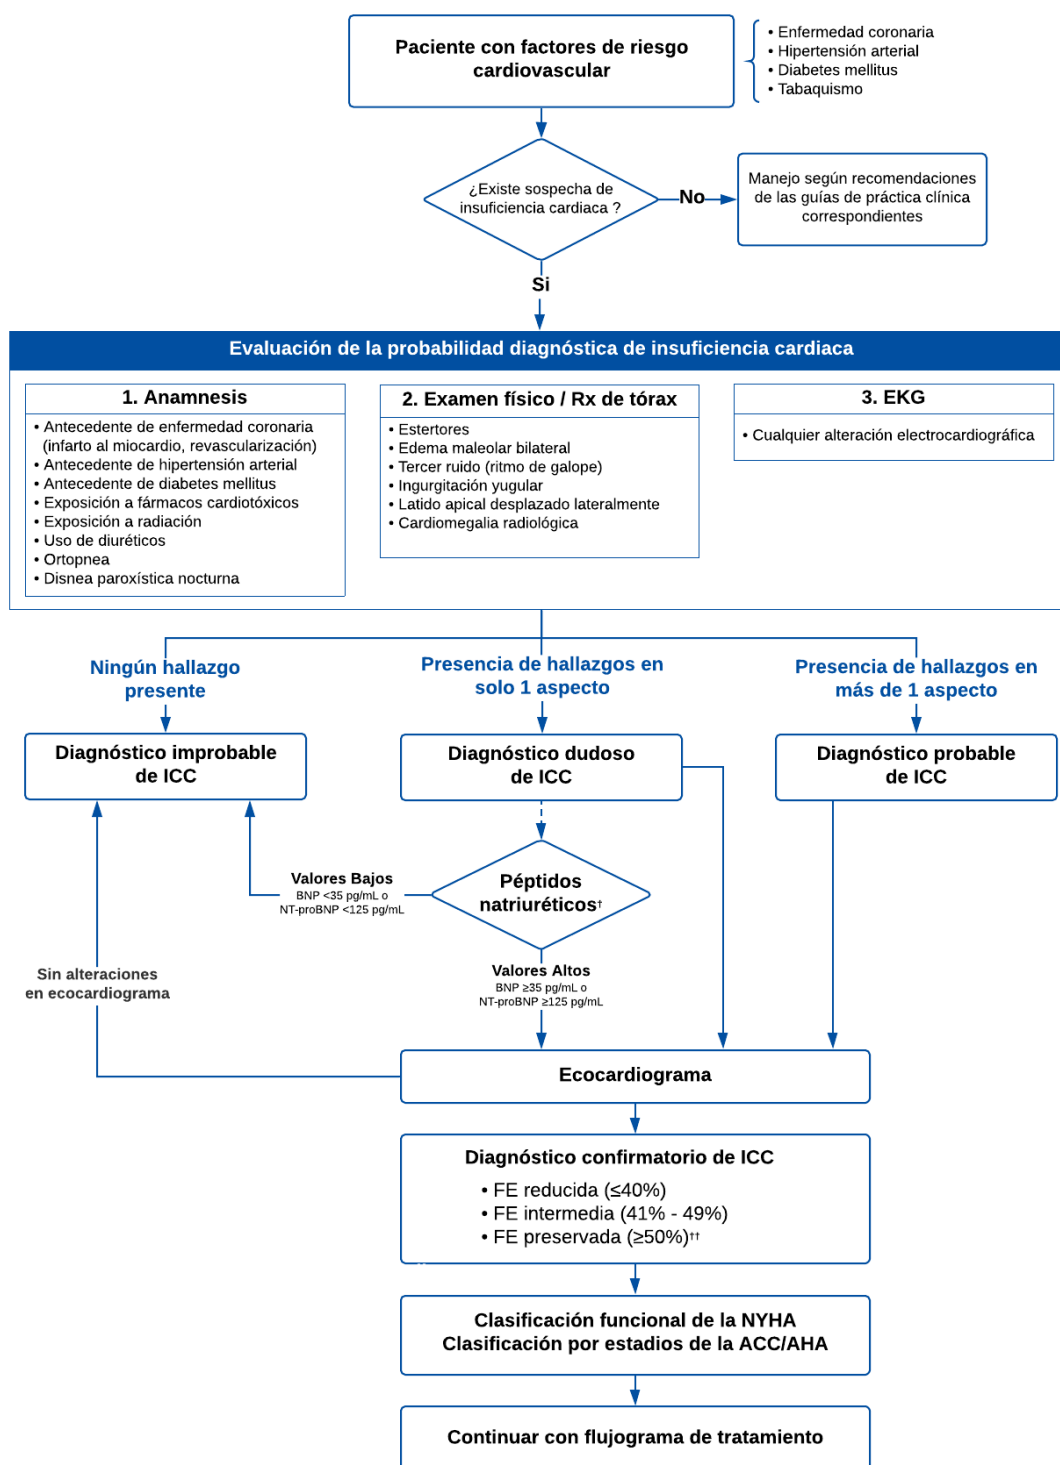 Paciente con factores de riesgo
cardiovascular
• Enfermedad coronaria
• Hipertensión arterial
• Diabetes mellitus
• Tabaquismo
¿Existe sospecha de
insuficiencia cardiaca ?
No
Manejo según recomendaciones
de las guías de práctica clínica
correspondientes
Si
Evaluación de la probabilidad diagnóstica de insuficiencia cardiaca
1. Anamnesis
• Antecedente de enfermedad coronaria
(infarto al miocardio, revascularización)
• Antecedente de hipertensión arterial
• Antecedente de diabetes mellitus
• Exposición a fármacos cardiotóxicos
• Exposición a radiación
• Uso de diuréticos
• Ortopnea
• Disnea paroxística nocturna
2. Examen físico / Rx de tórax
• Estertores
• Edema maleolar bilateral
• Tercer ruido (ritmo de galope)
• Ingurgitación yugular
• Latido apical desplazado lateralmente
• Cardiomegalia radiológica
3. EKG
• Cualquier alteración electrocardiográfica
Ningún hallazgo
presente
Presencia de hallazgos en
solo 1 aspecto
Presencia de hallazgos en
más de 1 aspecto
Diagnóstico improbable
de ICC
Diagnóstico dudoso
de ICC
Diagnóstico probable
de ICC
Valores Bajos
BNP <35 pg/mL o
NT-proBNP <125 pg/mL
Péptidos
natriuréticos†
Valores Altos
BNP ≥35 pg/mL o
NT-proBNP ≥125 pg/mL
Sin alteraciones
en ecocardiograma
Ecocardiograma
Diagnóstico confirmatorio de ICC
• FE reducida (≤40%)
• FE intermedia (41% - 49%)
• FE preservada (≥50%)††
Clasificación funcional de la NYHA
Clasificación por estadios de la ACC/AHA
Continuar con flujograma de tratamiento